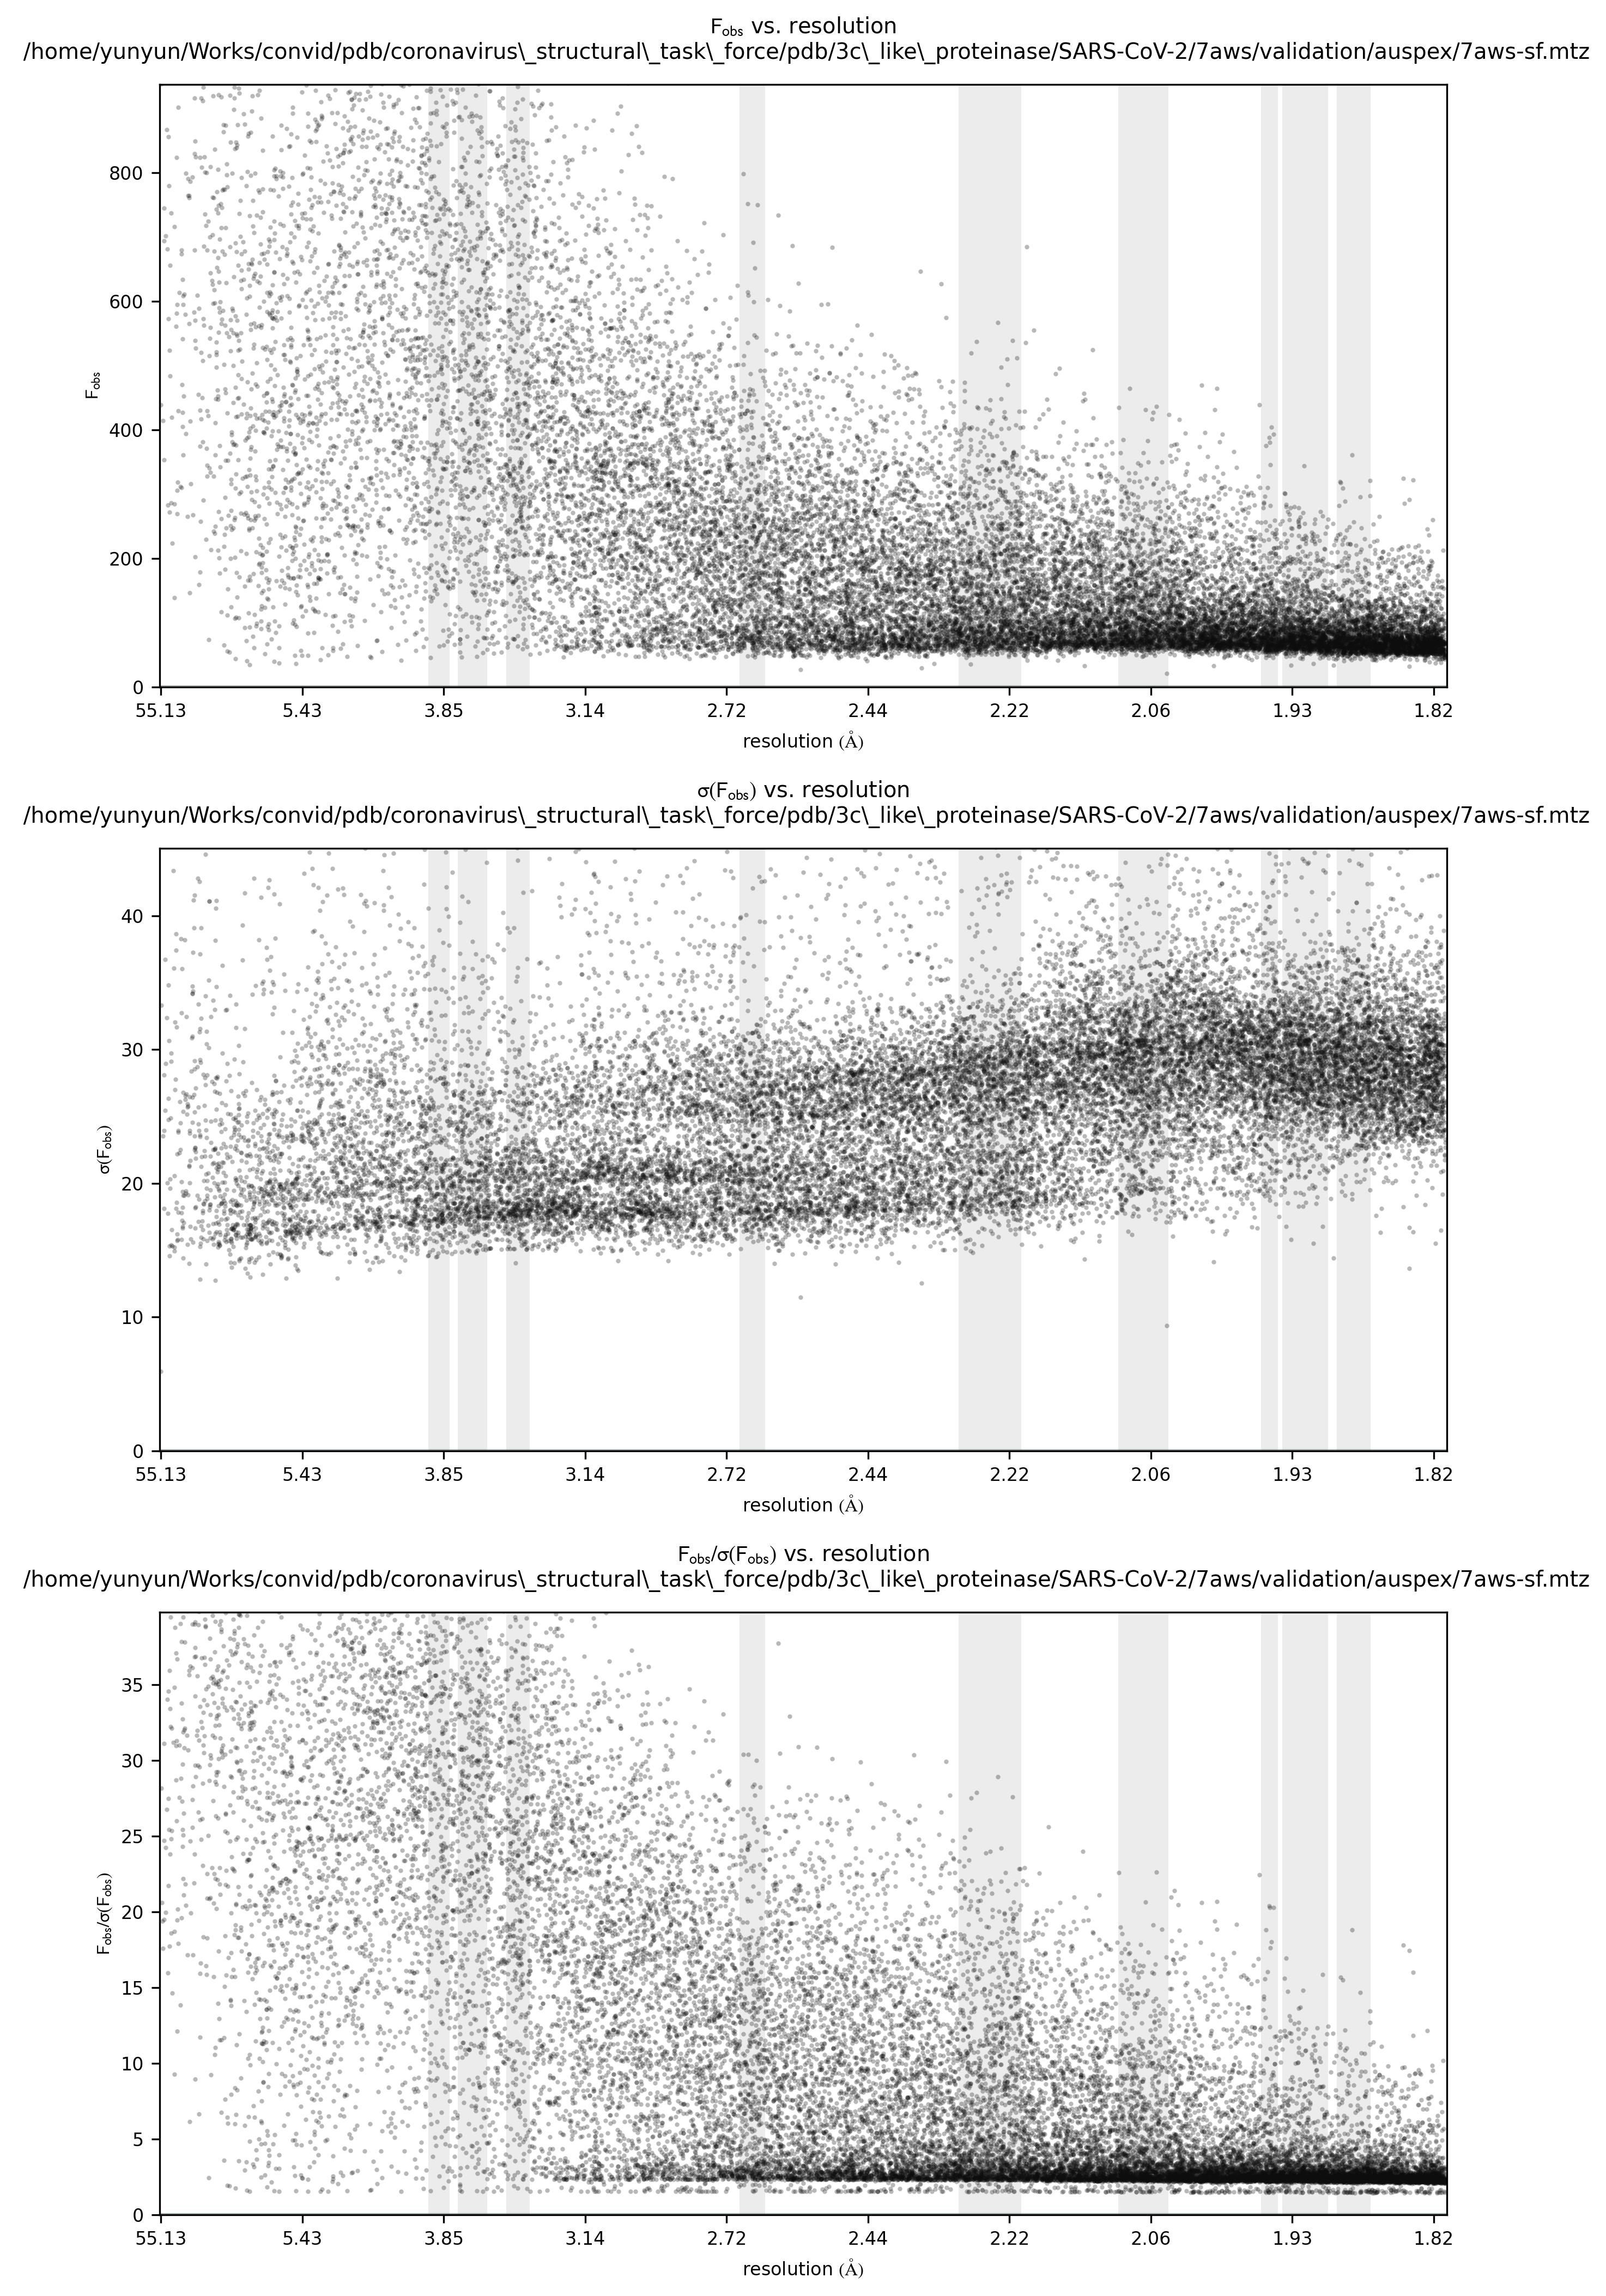 Fobs vs. resolution
/home/yunyun/Works/convid/pdb/coronavirus\_structural\_task\_force/pdb/3c\_like\_proteinase/SARS-CoV-2/7aws/validation/auspex/7aws-sf.mtz
800
600
400
200
0
Fobs
55.13 5.43 3.85 3.14 2.72 2.44 2.22 2.06 1.93 1.82
resolution (Å)
σ(Fobs) vs. resolution
/home/yunyun/Works/convid/pdb/coronavirus\_structural\_task\_force/pdb/3c\_like\_proteinase/SARS-CoV-2/7aws/validation/auspex/7aws-sf.mtz
40
30
20
10
0
σ(Fobs)
55.13 5.43 3.85 3.14 2.72 2.44 2.22 2.06 1.93 1.82
resolution (Å)
Fobs/σ(Fobs) vs. resolution
/home/yunyun/Works/convid/pdb/coronavirus\_structural\_task\_force/pdb/3c\_like\_proteinase/SARS-CoV-2/7aws/validation/auspex/7aws-sf.mtz
35
30
25
20
15
10
5
0
Fobs/σ(Fobs)
55.13 5.43 3.85 3.14 2.72 2.44 2.22 2.06 1.93 1.82
resolution (Å)